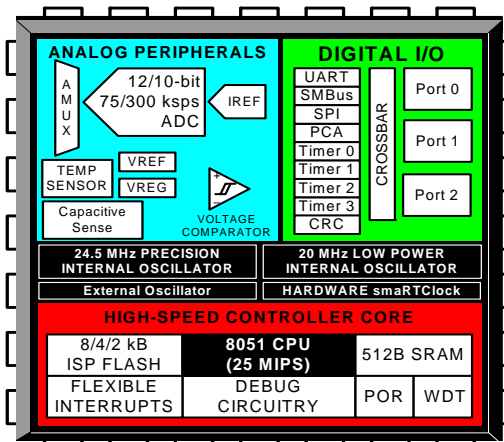 ANALOG PERIPHERALS
AMUX
12/10-bit
75/300 ksps
ADC
IREF
TEMP
SENSOR
VREF
VREG
Capacitive
Sense
+
–
VOLTAGE
COMPARATOR
DIGITAL I/O
UART
SMBus
SPI
PCA
Timer 0
Timer 1
Timer 2
Timer 3
CRC
CROSSBAR
Port 0
Port 1
Port 2
24.5 MHz PRECISION
INTERNAL OSCILLATOR
20 MHz LOW POWER
INTERNAL OSCILLATOR
External Oscillator
HARDWARE smaRTClock
HIGH-SPEED CONTROLLER CORE
8/4/2 kB
ISP FLASH
8051 CPU
(25 MIPS)
512B SRAM
FLEXIBLE
INTERRUPTS
DEBUG
CIRCUITRY
POR
WDT